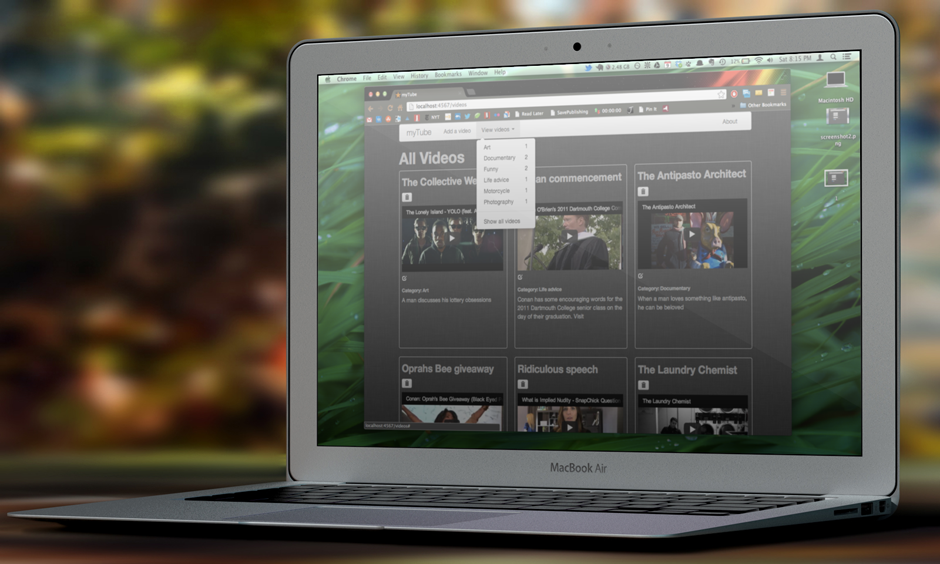 Chrome File Edit View History Bookmarks Window Help
Sat 8:15 PM
myTube
localhost:4567/videos
NYT Read Later SavePublishing 00:00:00 Pin It Other Bookmarks
Macintosh HD
screenshot2.p
ng
myTube Add a video View videos About
Art 1
Documentary 2
Funny 2
Life advice 1
Motorcycle 1
Photography 1
Show all videos
All Videos
The Collective We
an commencement
The Antipasto Architect
The Lonely Island - YOLO (feat. A
O'Brien's 2011 Dartmouth College
The Antipasto Architect
Category: Art
A man discusses his lottery obsessions
Category: Life advice
Conan has some encouraging words for the
2011 Dartmouth College senior class on the
day of their graduation. Visit
Category: Documentary
When a man loves something like antipasto,
he can be beloved
Oprahs Bee giveaway
Ridiculous speech
The Laundry Chemist
Conan: Oprah's Bee Giveaway (Black Eyed
What is Implied Nudity - SnapChick Question
The Laundry Chemist
MacBook Air